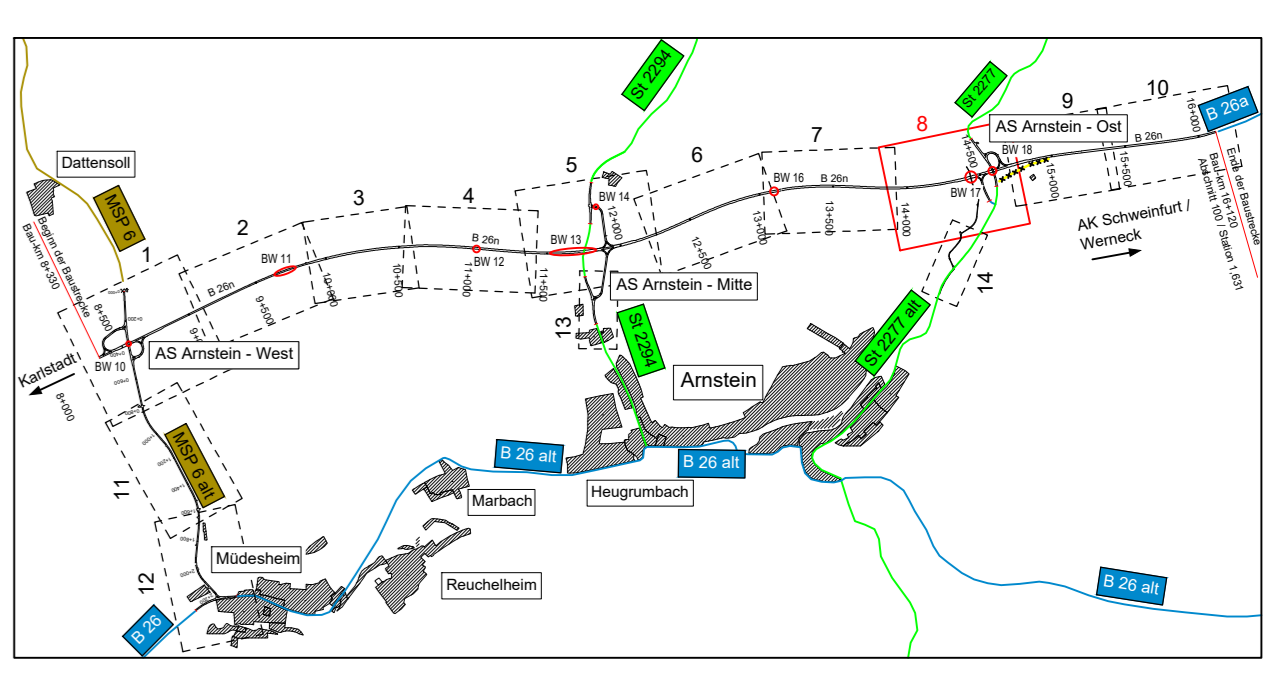 St 2294
St 2277
B 26a
MSP 6
Dattensoll
1
2
3
4
5
6
7
8
9
10
AS Arnstein - Ost
BW 18
BW 17
B 26n
16+000
15+500
15+000
14+500
14+000
13+500
13+000
12+500
12+000
11+500
11+000
10+500
10+000
9+500
8+500
8+000
Ende der Baustrecke
Bau-km 16+120
Abschnitt 100 / Station 1,631
AK Schweinfurt /
Werneck
Beginn der Baustrecke
Bau-km 8+330
B 26n
BW 11
B 26n
BW 12
BW 13
BW 14
BW 16
B 26n
AS Arnstein - Mitte
AS Arnstein - West
BW 10
Karlstadt
13
14
St 2294
St 2277 alt
Arnstein
MSP 6 alt
11
12
B 26 alt
B 26 alt
Heugrumbach
Marbach
Müdesheim
Reuchelheim
B 26
B 26 alt